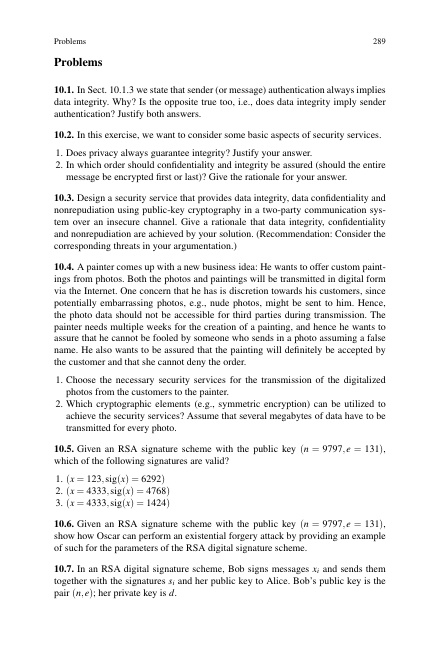 Problems 289
Problems
10.1. In Sect. 10.1.3 we state that sender (or message) authentication always implies
data integrity. Why? Is the opposite true too, i.e., does data integrity imply sender
authentication? Justify both answers.
10.2. In this exercise, we want to consider some basic aspects of security services.
1. Does privacy always guarantee integrity? Justify your answer.
2. In which order should confidentiality and integrity be assured (should the entire
message be encrypted first or last)? Give the rationale for your answer.
10.3. Design a security service that provides data integrity, data confidentiality and
nonrepudiation using public-key cryptography in a two-party communication sys-
tem over an insecure channel. Give a rationale that data integrity, confidentiality
and nonrepudiation are achieved by your solution. (Recommendation: Consider the
corresponding threats in your argumentation.)
10.4. A painter comes up with a new business idea: He wants to offer custom paint-
ings from photos. Both the photos and paintings will be transmitted in digital form
via the Internet. One concern that he has is discretion towards his customers, since
potentially embarrassing photos, e.g., nude photos, might be sent to him. Hence,
the photo data should not be accessible for third parties during transmission. The
painter needs multiple weeks for the creation of a painting, and hence he wants to
assure that he cannot be fooled by someone who sends in a photo assuming a false
name. He also wants to be assured that the painting will definitely be accepted by
the customer and that she cannot deny the order.
1. Choose the necessary security services for the transmission of the digitalized
photos from the customers to the painter.
2. Which cryptographic elements (e.g., symmetric encryption) can be utilized to
achieve the security services? Assume that several megabytes of data have to be
transmitted for every photo.
10.5. Given an RSA signature scheme with the public key (n = 9797, e = 131),
which of the following signatures are valid?
1. (x = 123, sig(x) = 6292)
2. (x = 4333, sig(x) = 4768)
3. (x = 4333, sig(x) = 1424)
10.6. Given an RSA signature scheme with the public key (n = 9797, e = 131),
show how Oscar can perform an existential forgery attack by providing an example
of such for the parameters of the RSA digital signature scheme.
10.7. In an RSA digital signature scheme, Bob signs messages xᵢ and sends them
together with the signatures sᵢ and her public key to Alice. Bob's public key is the
pair (n, e); her private key is d.